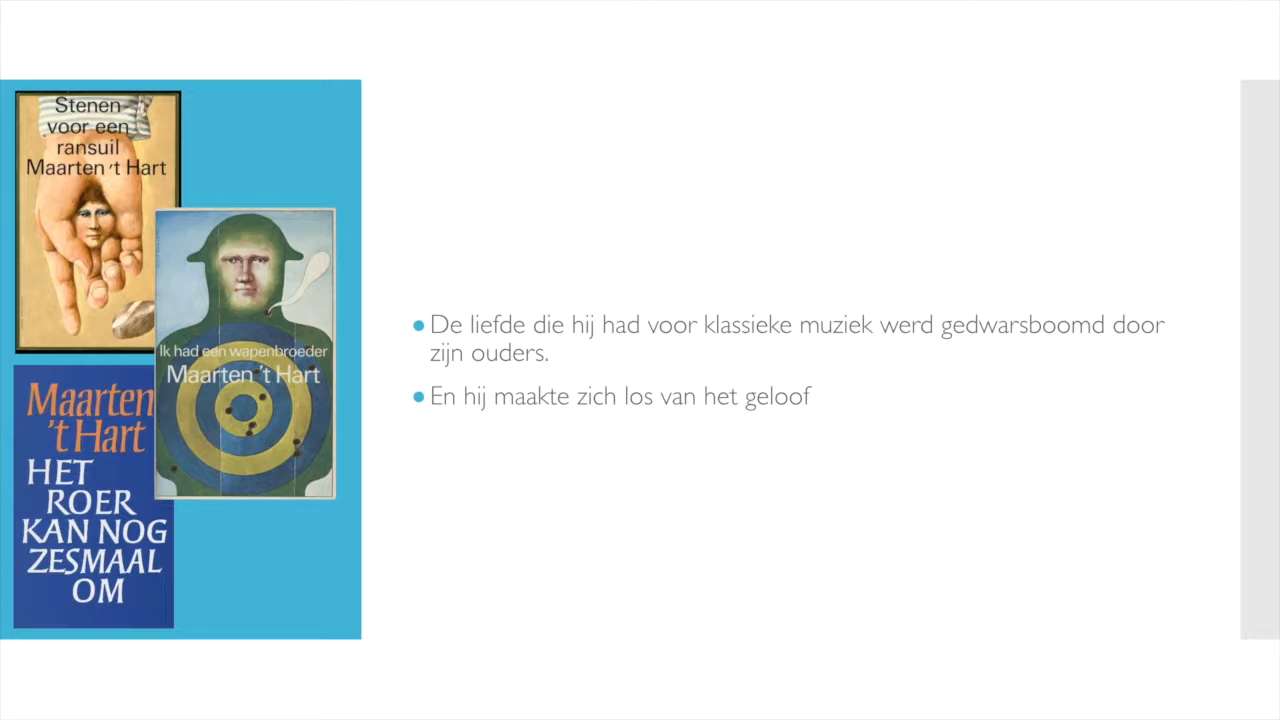 Stenen
voor een
ransuil
Maarten 't Hart
Ik had een wapenbroeder
Maarten 't Hart
Maarten
't Hart
HET
ROER
KAN NOG
ZESMAAL
OM
De liefde die hij had voor klassieke muziek werd gedwarsboomd door
zijn ouders.
En hij maakte zich los van het geloof